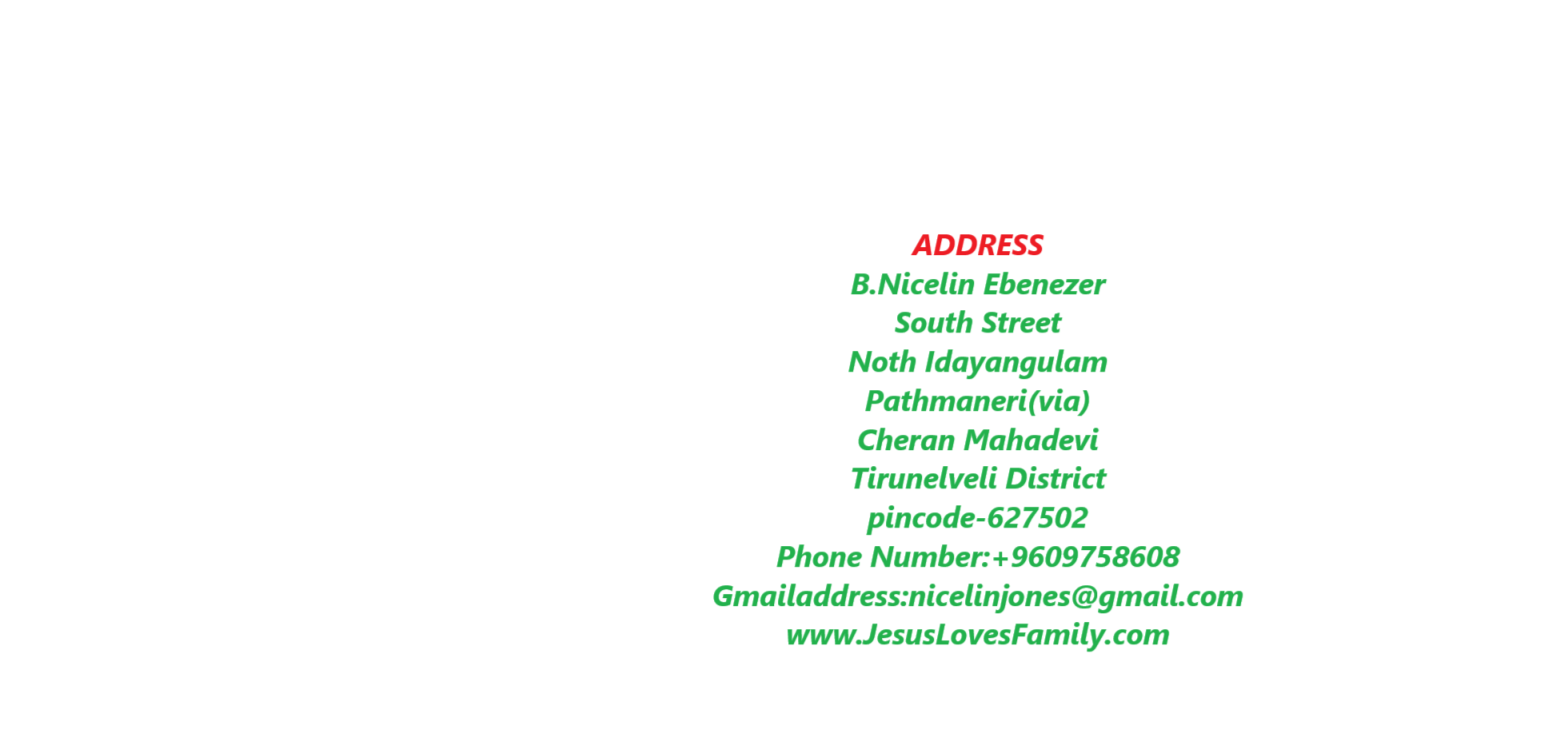 ADDRESS
B.Nicelin Ebenezer
South Street
Noth Idayangulam
Pathmaneri(via)
Cheran Mahadevi
Tirunelveli District
pincode-627502
Phone Number:+9609758608
Gmailaddress:nicelinjones@gmail.com
www.JesusLovesFamily.com